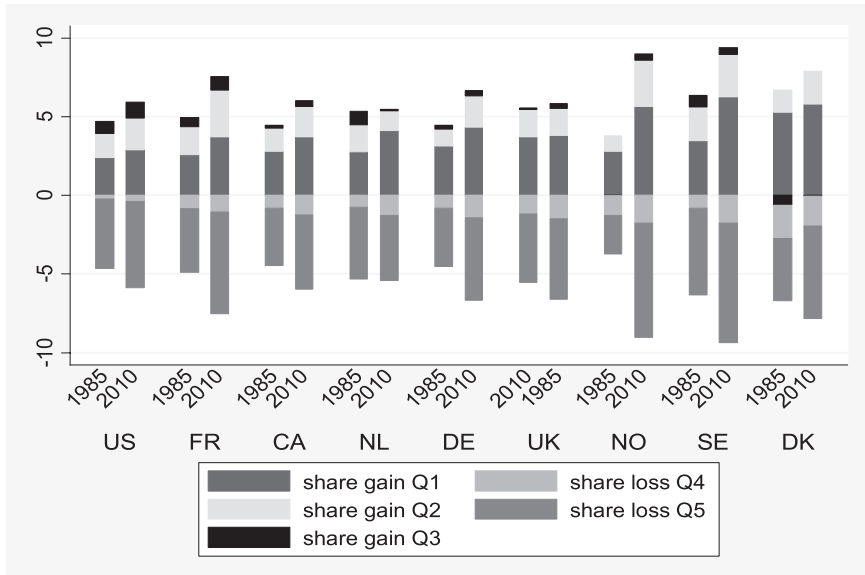 10
5
0
-5
-10
1985 2010 1985 2010 1985 2010 1985 2010 1985 2010 2010 1985 1985 2010 1985 2010 1985 2010
US FR CA NL DE UK NO SE DK
share gain Q1 share loss Q4
share gain Q2 share loss Q5
share gain Q3